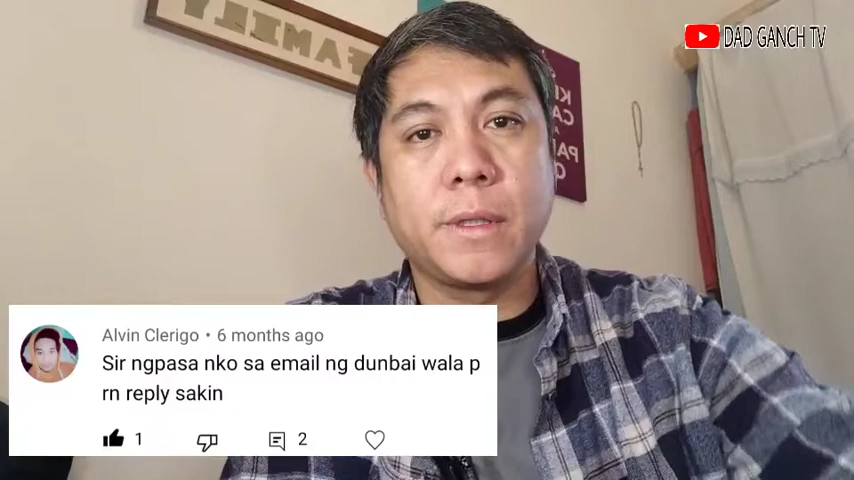 DAD GANCH TV
FAMILY
Alvin Clerigo • 6 months ago
Sir ngpasa nko sa email ng dunbai wala p
rn reply sakin
1
2